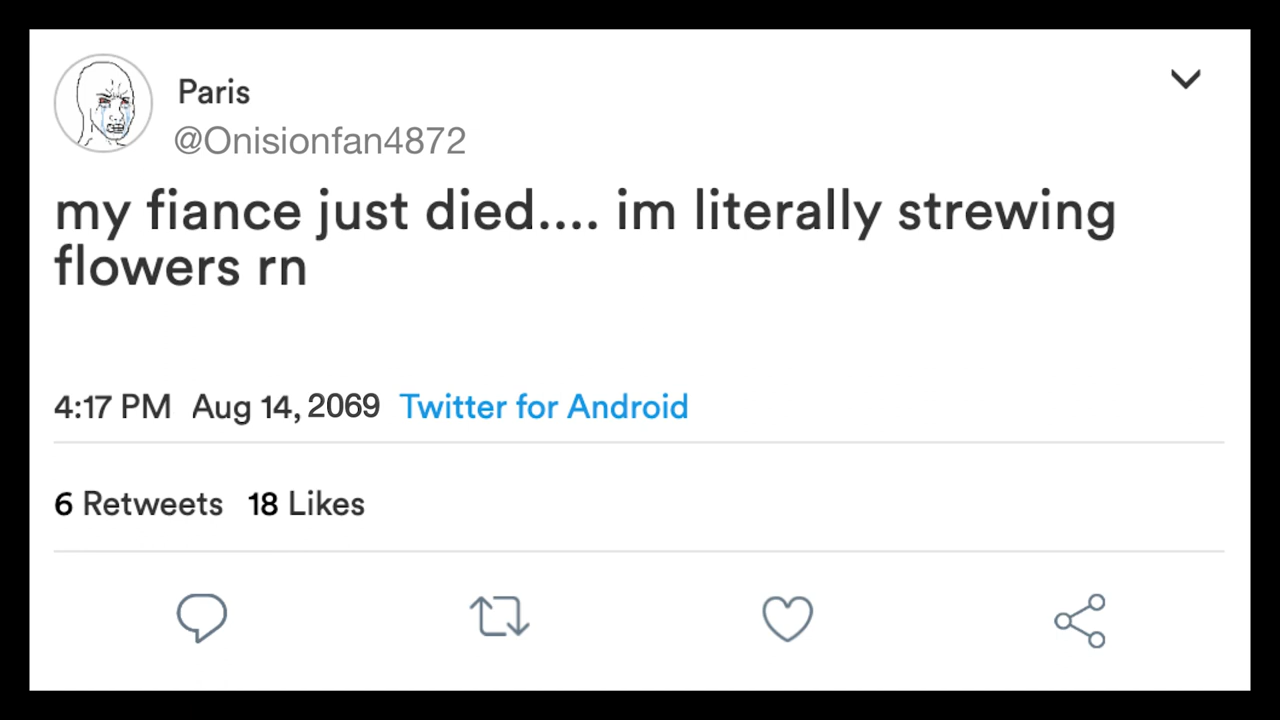 Paris
@Onisionfan4872
my fiance just died.... im literally strewing
flowers rn
4:17 PM Aug 14, 2069 Twitter for Android
6 Retweets 18 Likes